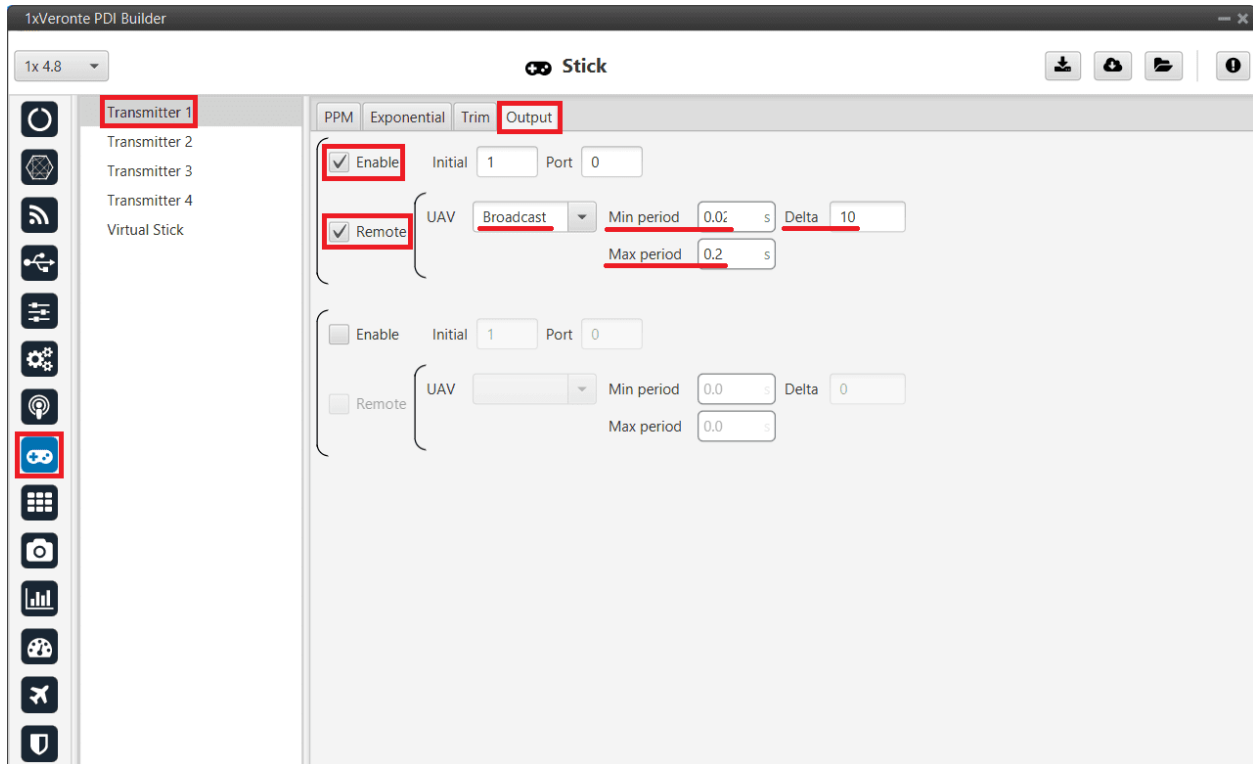 1xVeronte PDI Builder
1x 4.8
Stick
Transmitter 1
Transmitter 2
Transmitter 3
Transmitter 4
Virtual Stick
PPM Exponential Trim Output
Enable Initial 1 Port 0
Remote UAV Broadcast Min period 0.02 s Delta 10
Max period 0.2 s
Enable Initial 1 Port 0
Remote UAV Min period 0.0 s Delta 0
Max period 0.0 s